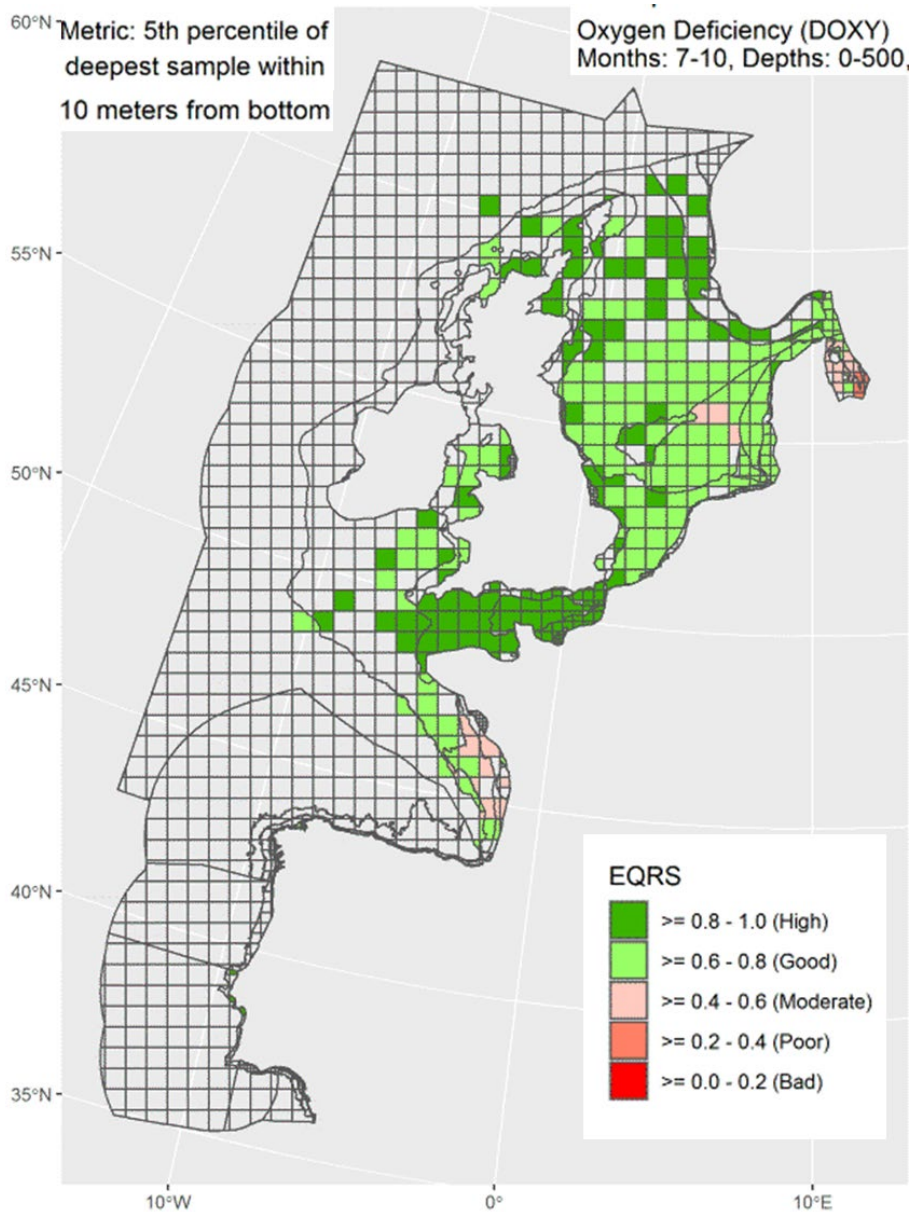 Metric: 5th percentile of
deepest sample within
10 meters from bottom
Oxygen Deficiency (DOXY)
Months: 7-10, Depths: 0-500,
60°N
55°N
50°N
45°N
40°N
35°N
10°W
0°
10°E
EQRS
>= 0.8 - 1.0 (High)
>= 0.6 - 0.8 (Good)
>= 0.4 - 0.6 (Moderate)
>= 0.2 - 0.4 (Poor)
>= 0.0 - 0.2 (Bad)